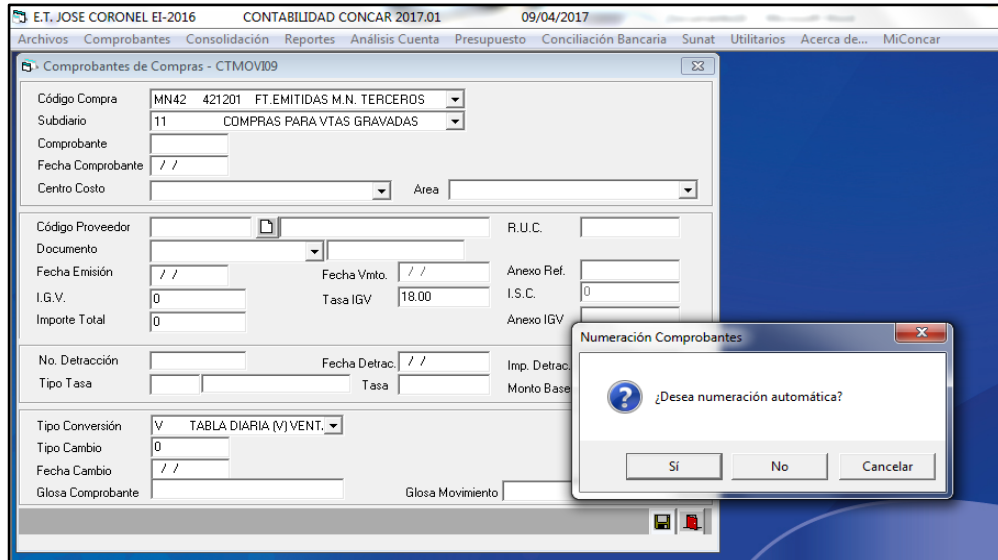 E.T. JOSE CORONEL EI-2016 CONTABILIDAD CONCAR 2017.01 09/04/2017
Archivos Comprobantes Consolidación Reportes Análisis Cuenta Presupuesto Conciliación Bancaria Sunat Utilitarios Acerca de... MiConcar
Comprobantes de Compras - CTMOVI09
Código Compra MN42 421201 FT.EMITIDAS M.N. TERCEROS
Subdiario 11 COMPRAS PARA VTAS GRAVADAS
Comprobante
Fecha Comprobante / /
Centro Costo Area
Código Proveedor R.U.C.
Documento
Fecha Emisión / / Fecha Vmto. / / Anexo Ref.
I.G.V. 0 Tasa IGV 18.00 I.S.C. 0
Importe Total 0 Anexo IGV
No. Detracción Fecha Detrac. / / Imp. Detrac.
Tipo Tasa Tasa Monto Base
Tipo Conversión V TABLA DIARIA (V) VENT.
Tipo Cambio 0
Fecha Cambio / /
Glosa Comprobante Glosa Movimiento
Numeración Comprobantes
¿Desea numeración automática?
Sí No Cancelar